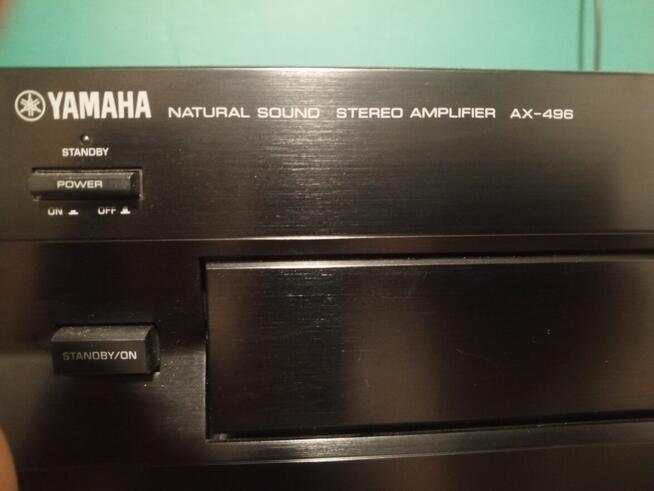 YAMAHA NATURAL SOUND STEREO AMPLIFIER AX-496
STANDBY
POWER
ON OFF
STANDBY/ON